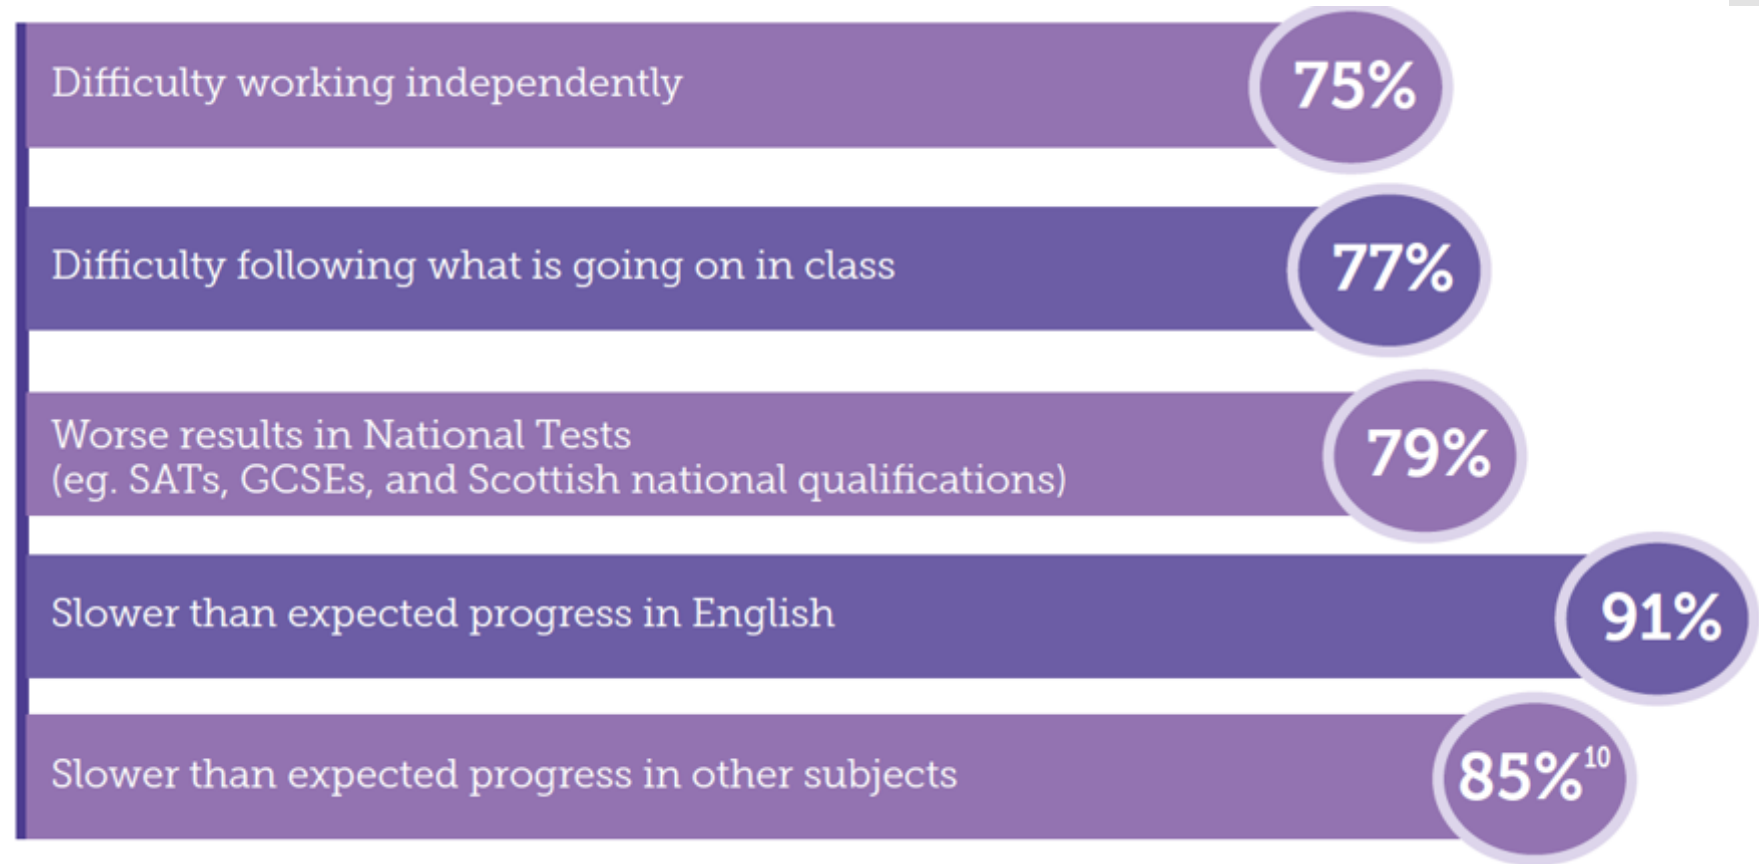 Difficulty working independently
75%
Difficulty following what is going on in class
77%
Worse results in National Tests
(eg. SATs, GCSEs, and Scottish national qualifications)
79%
Slower than expected progress in English
91%
Slower than expected progress in other subjects
85%¹⁰